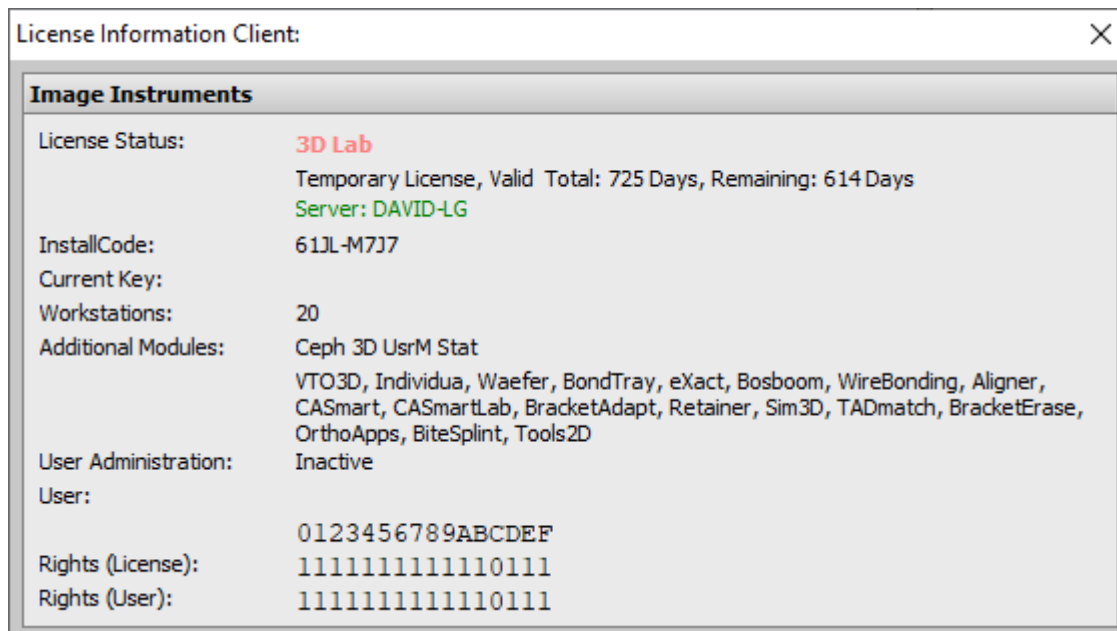 License Information Client:
Image Instruments
License Status: 3D Lab
Temporary License, Valid Total: 725 Days, Remaining: 614 Days
Server: DAVID-LG
InstallCode: 61JL-M7J7
Current Key:
Workstations: 20
Additional Modules: Ceph 3D UsrM Stat
VTO3D, Individua, Waefer, BondTray, eXact, Bosboom, WireBonding, Aligner,
CASmart, CASmartLab, BracketAdapt, Retainer, Sim3D, TADmatch, BracketErase,
OrthoApps, BiteSplint, Tools2D
User Administration: Inactive
User:
0123456789ABCDEF
Rights (License): 1111111111110111
Rights (User): 1111111111110111